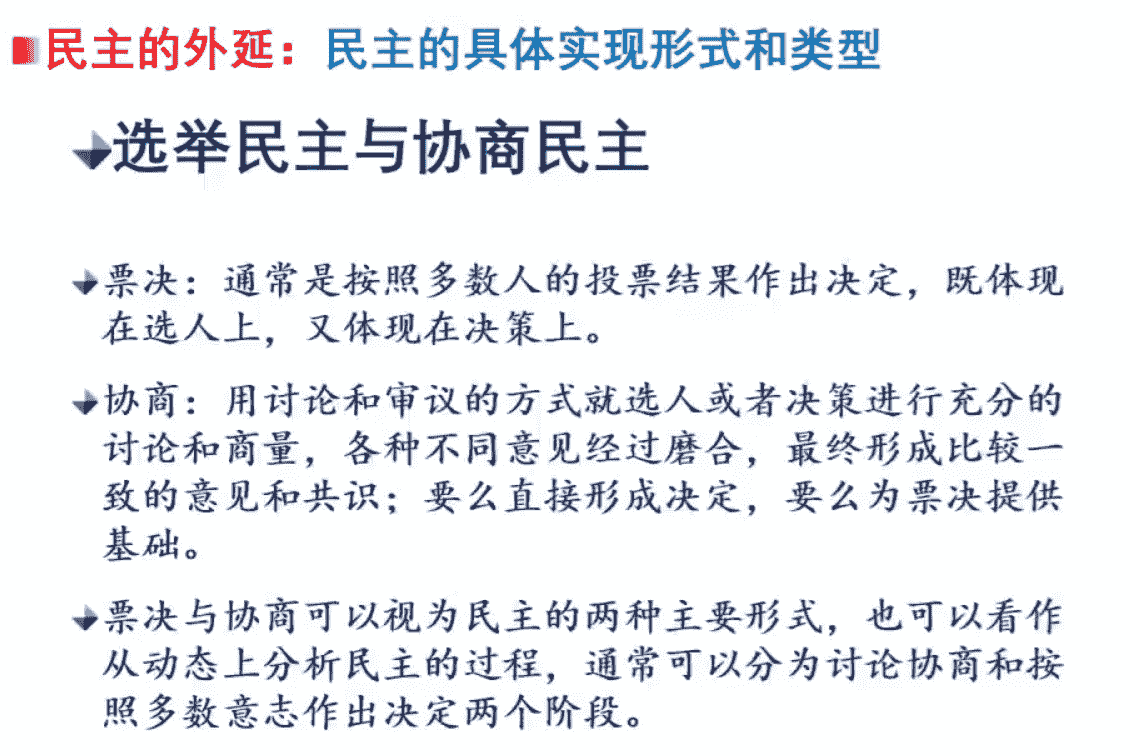 民主的外延：民主的具体实现形式和类型
选举民主与协商民主
票决：通常是按照多数人的投票结果作出决定，既体现
在选人上，又体现在决策上。
协商：用讨论和审议的方式就选人或者决策进行充分的
讨论和商量，各种不同意见经过磨合，最终形成比较一
致的意见和共识；要么直接形成决定，要么为票决提供
基础。
票决与协商可以视为民主的两种主要形式，也可以看作
从动态上分析民主的过程，通常可以分为讨论协商和按
照多数意志作出决定两个阶段。